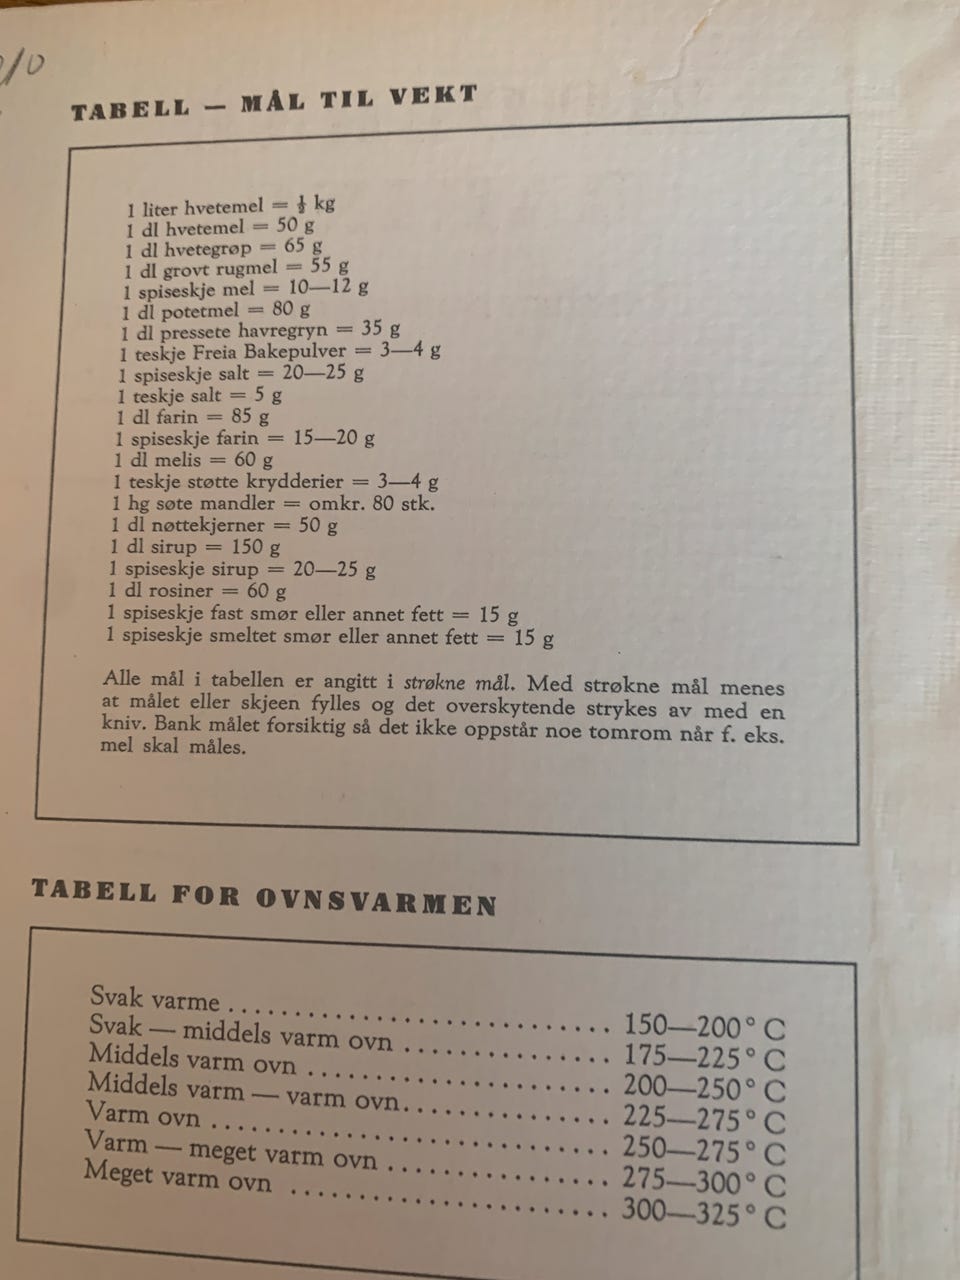 /0
TABELL — MÅL TIL VEKT
1 liter hvetemel = ½ kg
1 dl hvetemel = 50 g
1 dl hvetegrøp = 65 g
1 dl grovt rugmel = 55 g
1 spiseskje mel = 10—12 g
1 dl potetmel = 80 g
1 dl pressete havregryn = 35 g
1 teskje Freia Bakepulver = 3—4 g
1 spiseskje salt = 20—25 g
1 teskje salt = 5 g
1 dl farin = 85 g
1 spiseskje farin = 15—20 g
1 dl melis = 60 g
1 teskje støtte krydderier = 3—4 g
1 hg søte mandler = omkr. 80 stk.
1 dl nøttekjerner = 50 g
1 dl sirup = 150 g
1 spiseskje sirup = 20—25 g
1 dl rosiner = 60 g
1 spiseskje fast smør eller annet fett = 15 g
1 spiseskje smeltet smør eller annet fett = 15 g
Alle mål i tabellen er angitt i strøkne mål. Med strøkne mål menes
at målet eller skjeen fylles og det overskytende strykes av med en
kniv. Bank målet forsiktig så det ikke oppstår noe tomrom når f. eks.
mel skal måles.
TABELL FOR OVNSVARMEN
Svak varme ............................ 150—200° C
Svak — middels varm ovn ............... 175—225° C
Middels varm ovn ...................... 200—250° C
Middels varm — varm ovn................ 225—275° C
Varm ovn .............................. 250—275° C
Varm — meget varm ovn ................. 275—300° C
Meget varm ovn ........................ 300—325° C